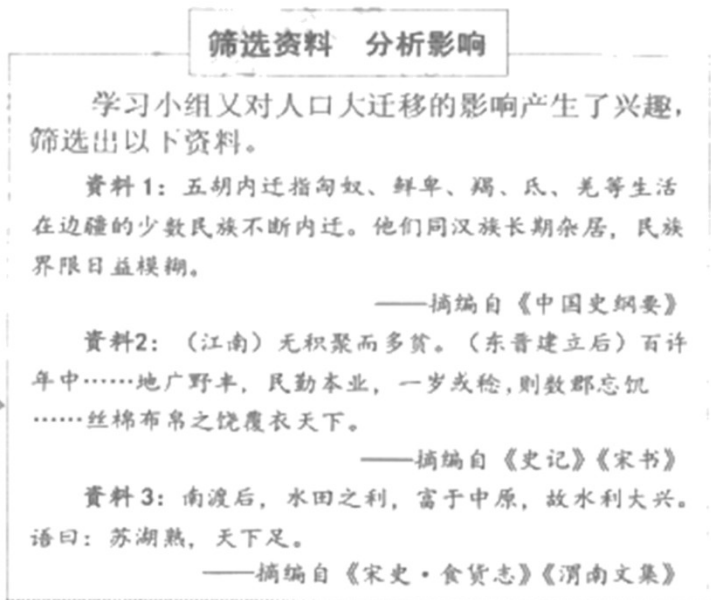 筛选资料 分析影响
学习小组又对人口大迁移的影响产生了兴趣，
筛选出以下资料。
资料1：五胡内迁指匈奴、鲜卑、羯、氐、羌等生活
在边疆的少数民族不断内迁。他们同汉族长期杂居，民族
界限日益模糊。
——摘编自《中国史纲要》
资料2：（江南）无积聚而多贫。（东晋建立后）百许
年中……地广野丰，民勤本业，一岁或稔，则数郡忘饥
……丝棉布帛之饶覆衣天下。
——摘编自《史记》《宋书》
资料3：南渡后，水田之利，富于中原，故水利大兴。
语曰：苏湖熟，天下足。
——摘编自《宋史·食货志》《渭南文集》